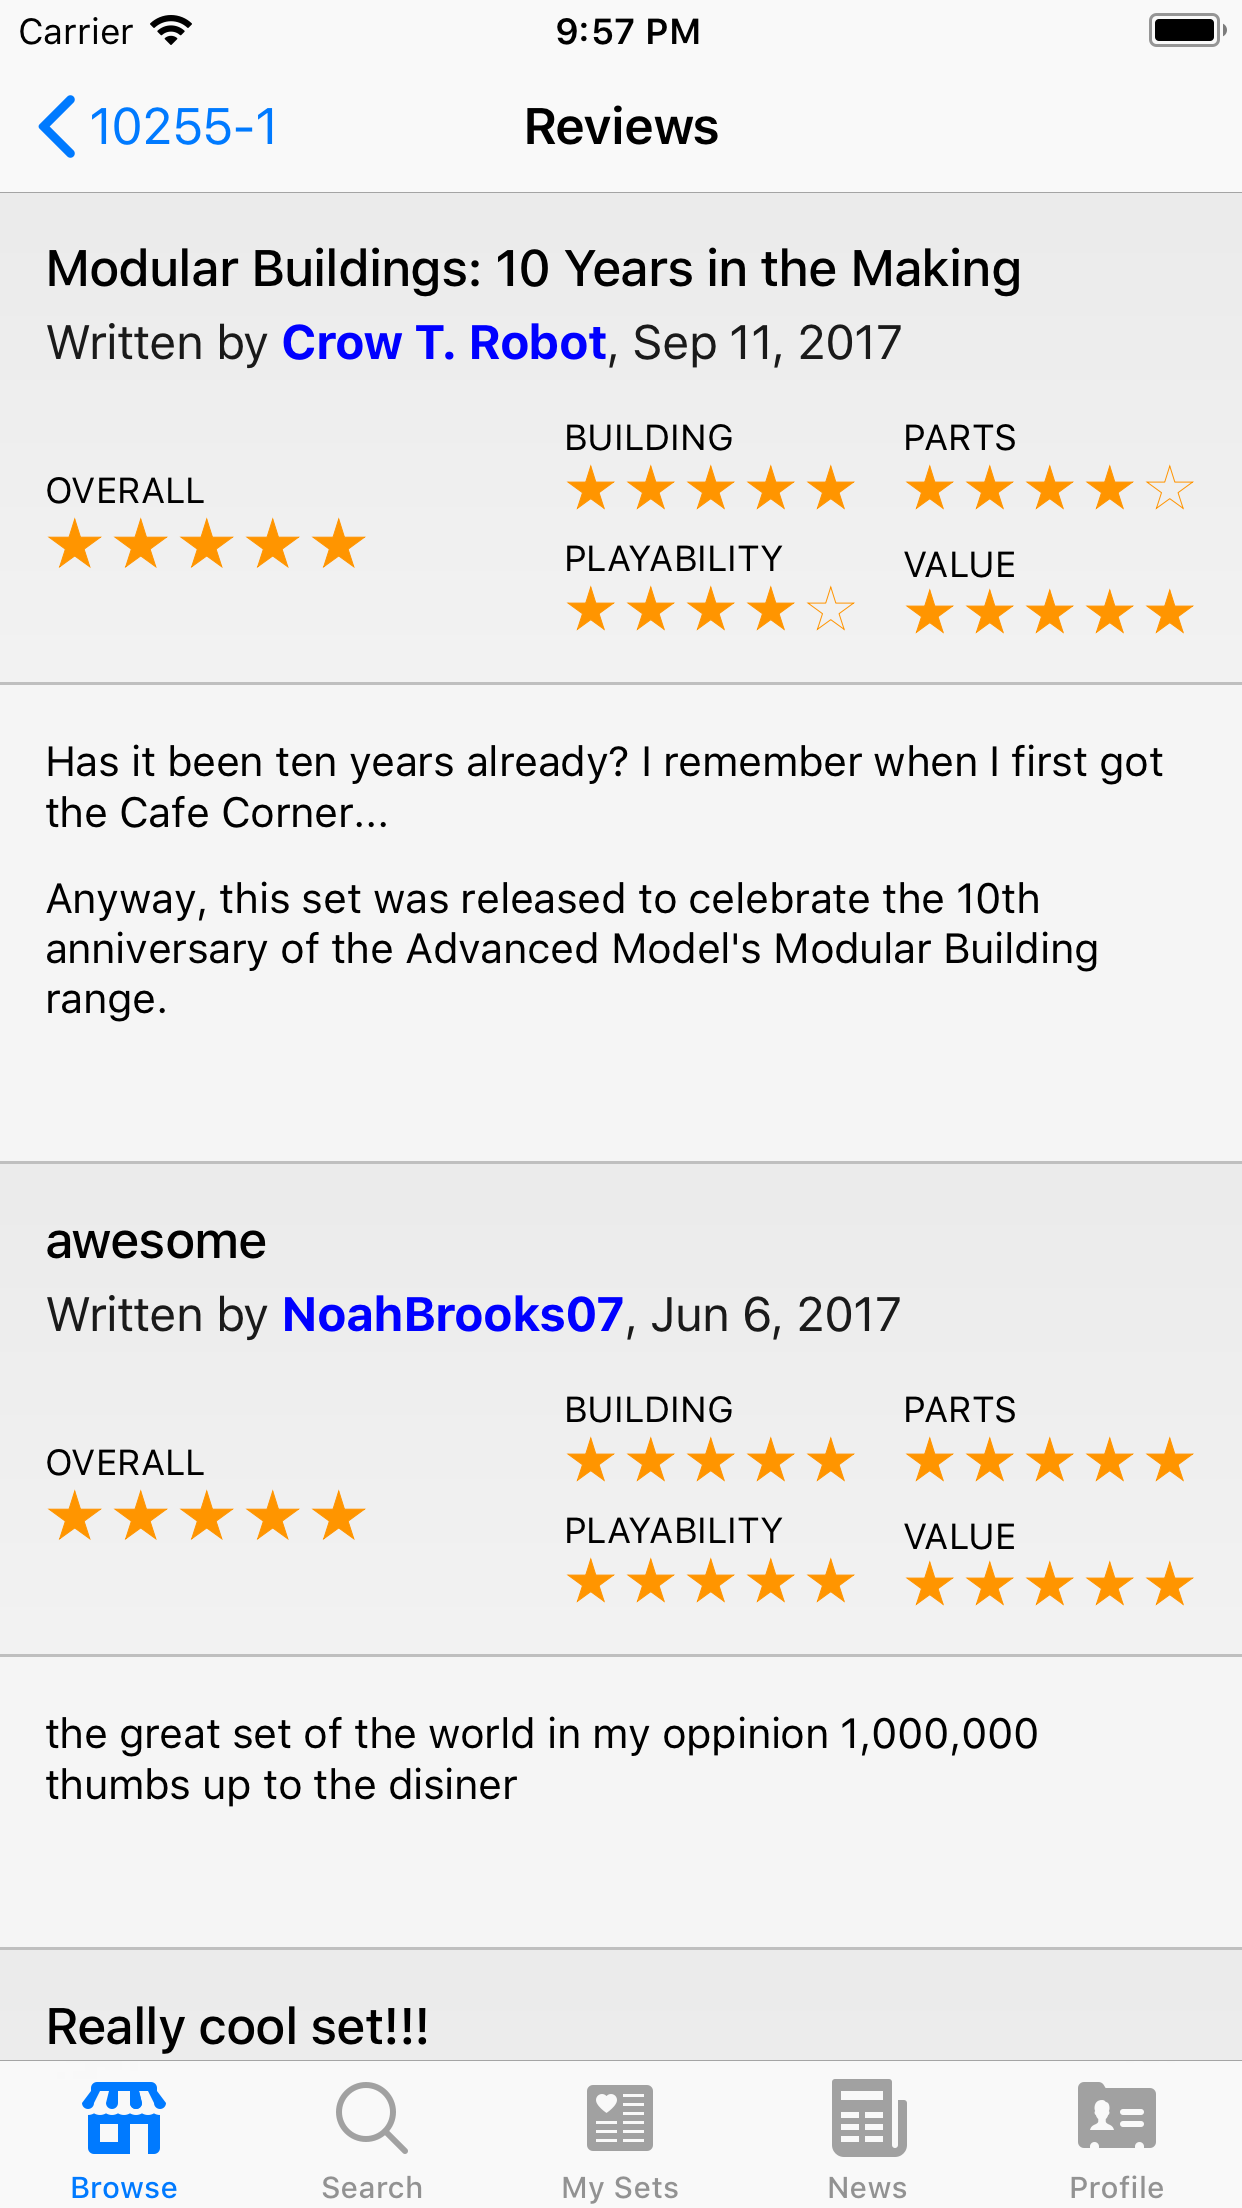 Carrier 9:57 PM
10255-1 Reviews
Modular Buildings: 10 Years in the Making
Written by Crow T. Robot, Sep 11, 2017
OVERALL
BUILDING
PARTS
PLAYABILITY
VALUE
Has it been ten years already? I remember when I first got
the Cafe Corner...
Anyway, this set was released to celebrate the 10th
anniversary of the Advanced Model's Modular Building
range.
awesome
Written by NoahBrooks07, Jun 6, 2017
OVERALL
BUILDING
PARTS
PLAYABILITY
VALUE
the great set of the world in my oppinion 1,000,000
thumbs up to the disiner
Really cool set!!!
Browse Search My Sets News Profile